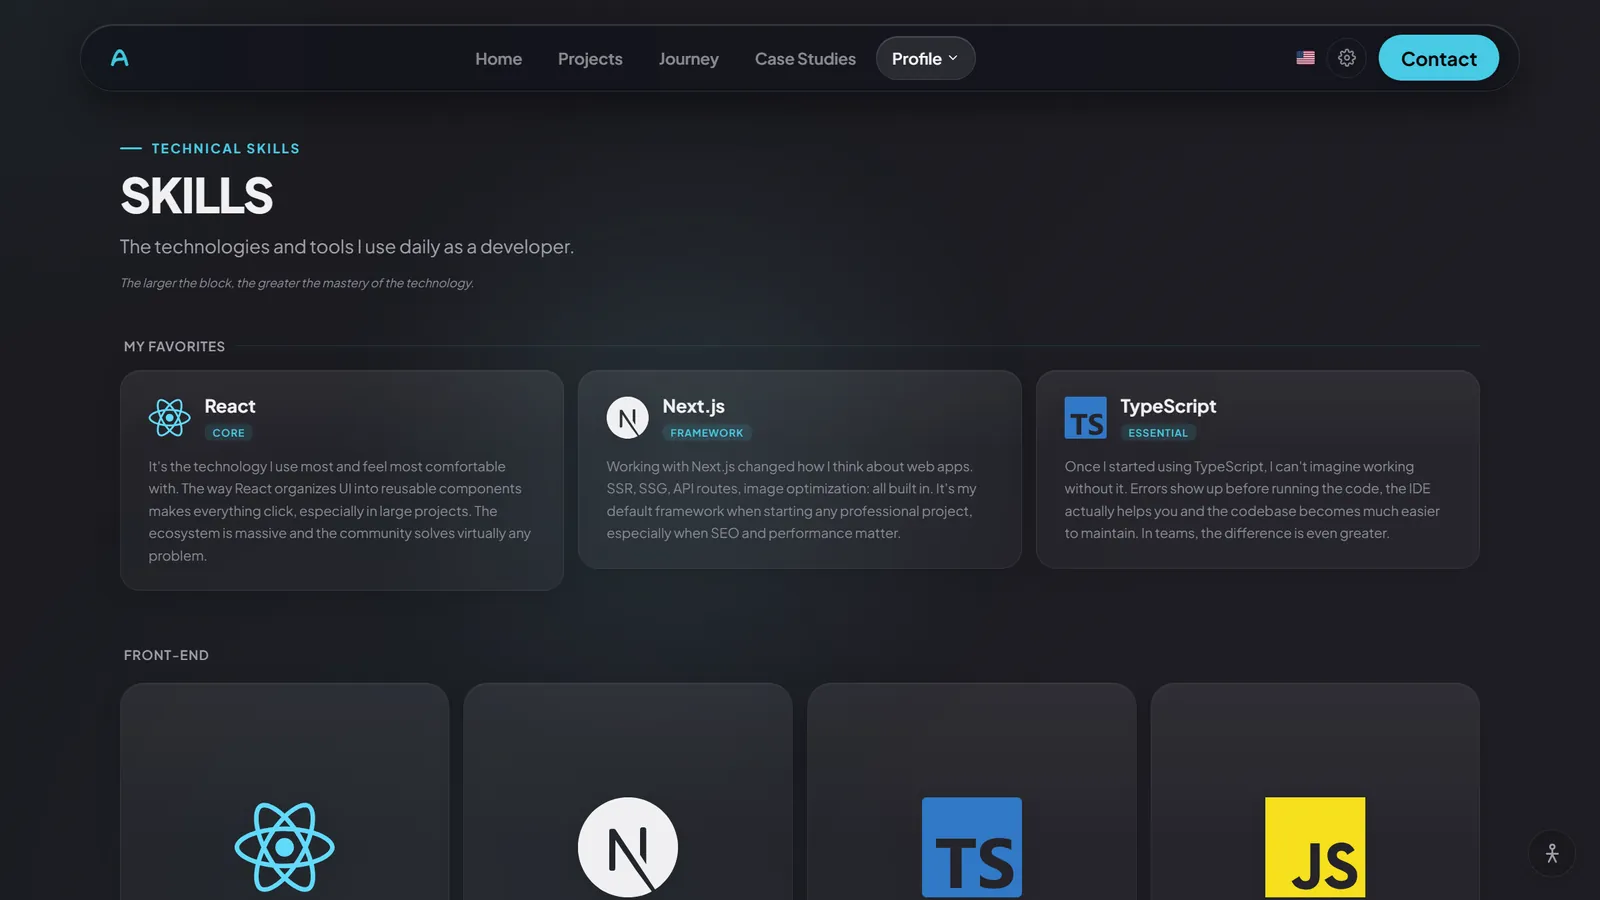 Home
Projects
Journey
Case Studies
Profile
Contact
TECHNICAL SKILLS
SKILLS
The technologies and tools I use daily as a developer.
The larger the block, the greater the mastery of the technology.
MY FAVORITES
React
CORE
It's the technology I use most and feel most comfortable
with. The way React organizes UI into reusable components
makes everything click, especially in large projects. The
ecosystem is massive and the community solves virtually any
problem.
N
Next.js
FRAMEWORK
Working with Next.js changed how I think about web apps.
SSR, SSG, API routes, image optimization: all built in. It's my
default framework when starting any professional project,
especially when SEO and performance matter.
TS
TypeScript
ESSENTIAL
Once I started using TypeScript, I can't imagine working
without it. Errors show up before running the code, the IDE
actually helps you and the codebase becomes much easier
to maintain. In teams, the difference is even greater.
FRONT-END
N
TS
JS